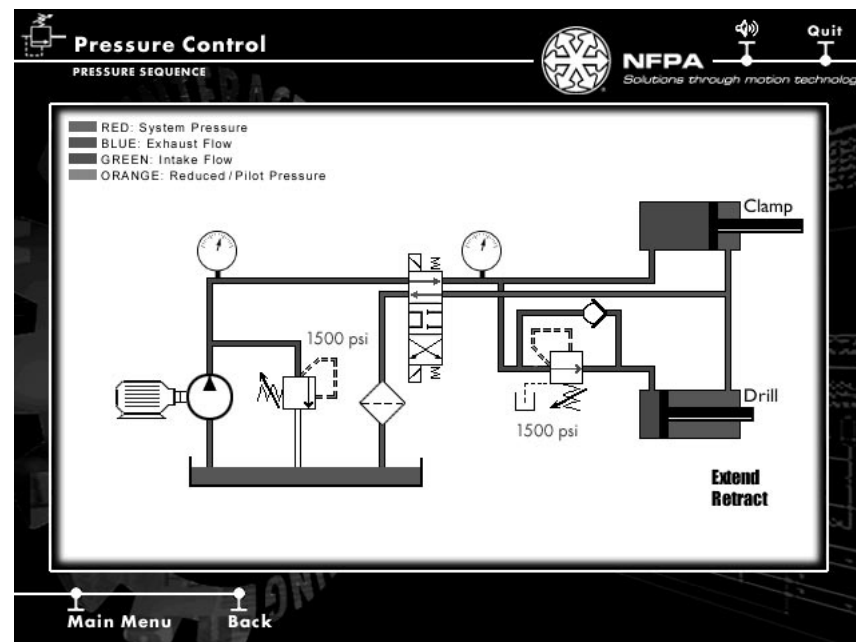 Pressure Control
PRESSURE SEQUENCE
Quit
NFPA
Solutions through motion technolog
RED: System Pressure
BLUE: Exhaust Flow
GREEN: Intake Flow
ORANGE: Reduced / Pilot Pressure
Clamp
1500 psi
Drill
1500 psi
Extend
Retract
Main Menu
Back